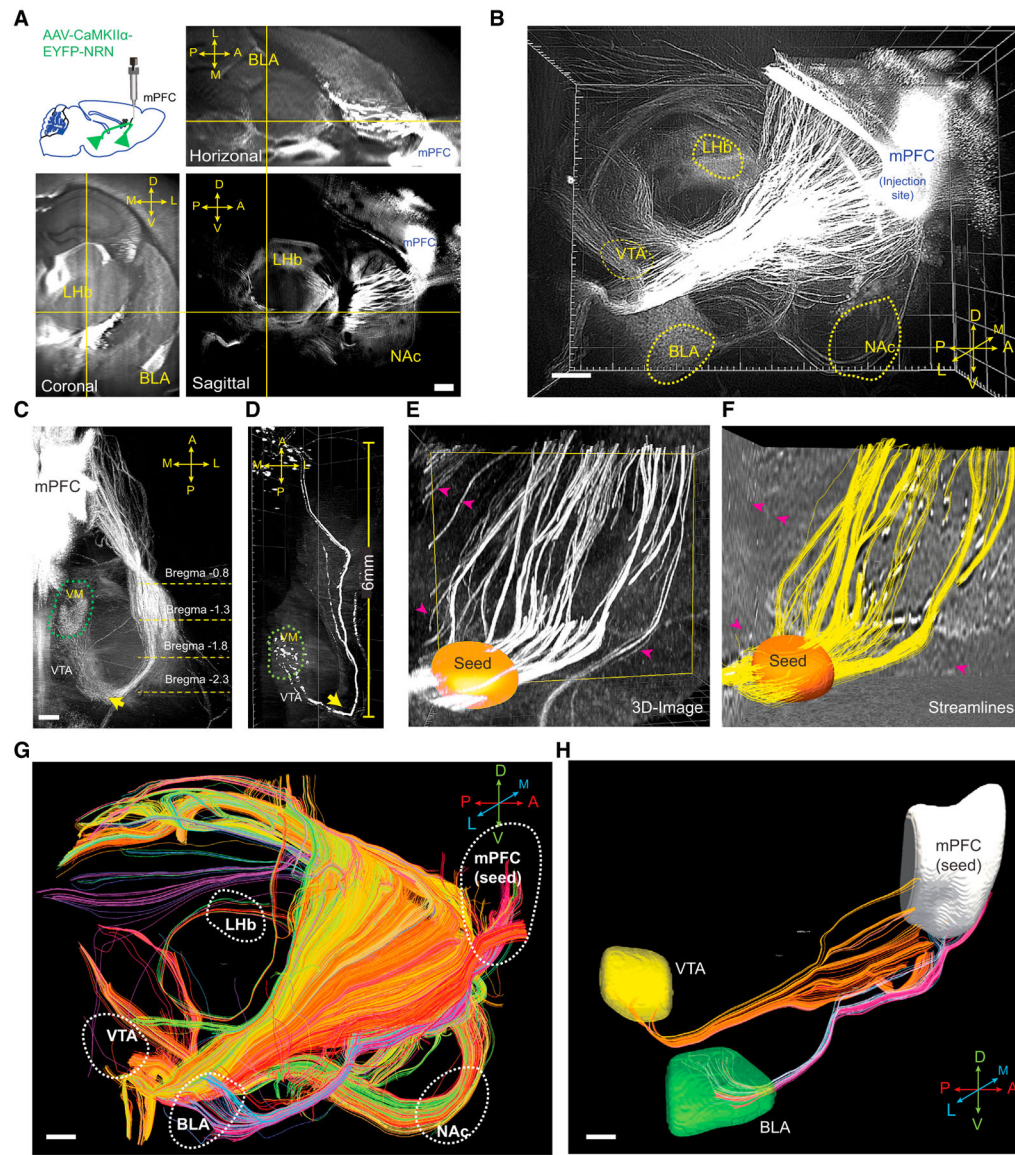 A
AAV-CaMKIIα-
EYFP-NRN
mPFC
L
P A
M
BLA
Horizonal
mPFC
D
M L
V
LHb
BLA
Coronal
D
P A
V
LHb
mPFC
NAc
Sagittal
B
LHb
mPFC
(Injection
site)
VTA
BLA
NAc
D
M
P A
L
V
C
mPFC
A
M L
P
Bregma -0.8
VM
Bregma -1.3
Bregma -1.8
VTA
Bregma -2.3
D
A
M L
P
6mm
VM
VTA
E
Seed
3D-Image
F
Seed
Streamlines
G
D
M
P A
L
V
mPFC
(seed)
LHb
VTA
BLA
NAc
H
mPFC
(seed)
VTA
BLA
D
M
P A
L
V